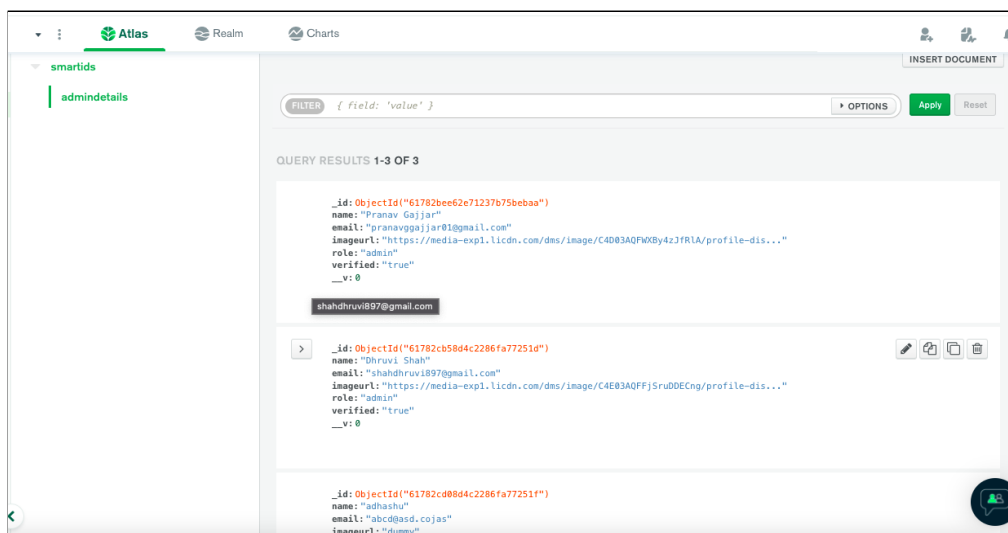 Atlas
Realm
Charts
smartids
admindetails
INSERT DOCUMENT
FILTER { field: 'value' }
OPTIONS
Apply
Reset
QUERY RESULTS 1-3 OF 3
_id: ObjectId("61782bee62e71237b75bebaa")
name: "Pranav Gajjar"
email: "pranavggajjar01@gmail.com"
imageurl: "https://media-exp1.licdn.com/dms/image/C4D03AQFWXBy4zJfRlA/profile-dis..."
role: "admin"
verified: "true"
__v: 0
shahdhruvi897@gmail.com
_id: ObjectId("61782cb58d4c2286fa77251d")
name: "Dhruvi Shah"
email: "shahdhruvi897@gmail.com"
imageurl: "https://media-exp1.licdn.com/dms/image/C4E03AQFFjSruDDECng/profile-dis..."
role: "admin"
verified: "true"
__v: 0
_id: ObjectId("61782cd08d4c2286fa77251f")
name: "adhashu"
email: "abcd@asd.cojas"
imageurl: "dummy"